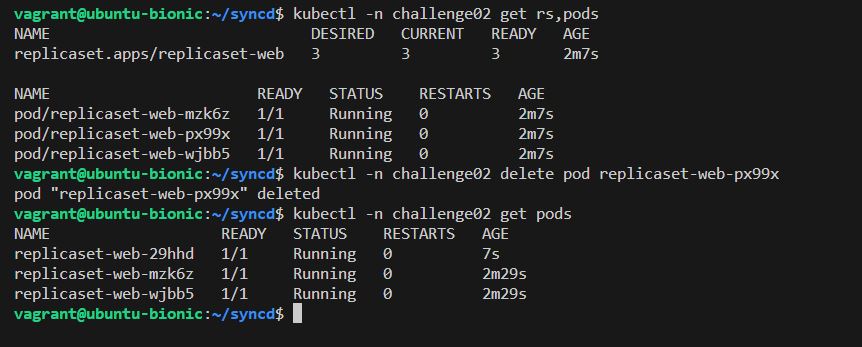 vagrant@ubuntu-bionic:~/syncd$ kubectl -n challenge02 get rs,pods
NAME                         DESIRED   CURRENT   READY   AGE
replicaset.apps/replicaset-web   3         3         3       2m7s

NAME                       READY   STATUS    RESTARTS   AGE
pod/replicaset-web-mzk6z   1/1     Running   0          2m7s
pod/replicaset-web-px99x   1/1     Running   0          2m7s
pod/replicaset-web-wjbb5   1/1     Running   0          2m7s
vagrant@ubuntu-bionic:~/syncd$ kubectl -n challenge02 delete pod replicaset-web-px99x
pod "replicaset-web-px99x" deleted
vagrant@ubuntu-bionic:~/syncd$ kubectl -n challenge02 get pods
NAME                   READY   STATUS    RESTARTS   AGE
replicaset-web-29hhd   1/1     Running   0          7s
replicaset-web-mzk6z   1/1     Running   0          2m29s
replicaset-web-wjbb5   1/1     Running   0          2m29s
vagrant@ubuntu-bionic:~/syncd$